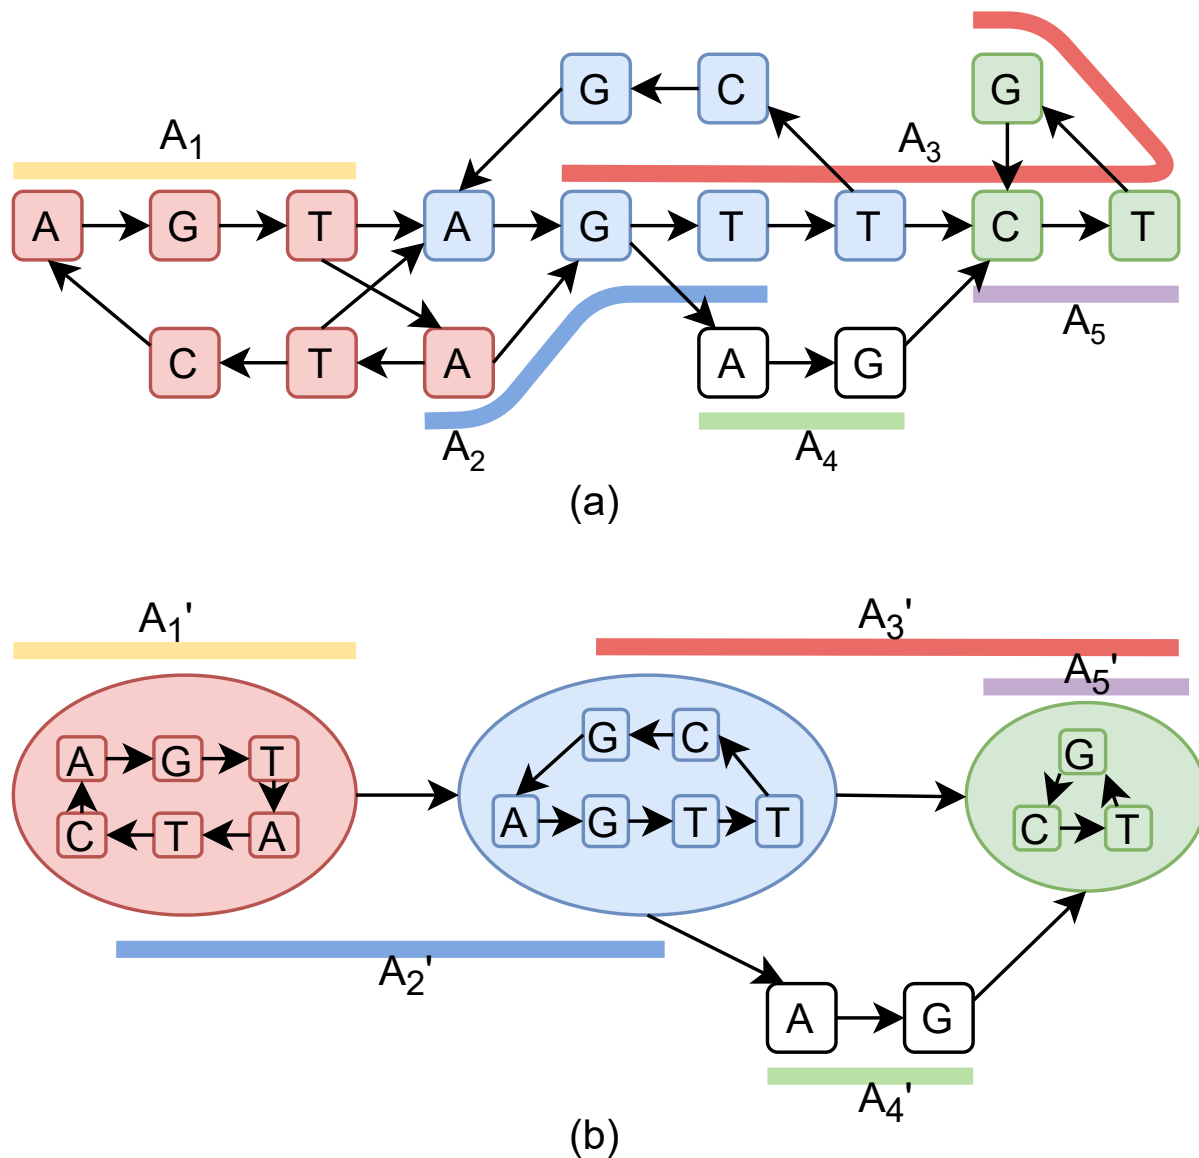 G C G
A₁ A₃
A G T A G T T C T
A₅
C T A A G
A₂ A₄
(a)
A₁' A₃'
A₅'
G C G
A G T
A G T T C T
C T A
A₂'
A G
A₄'
(b)